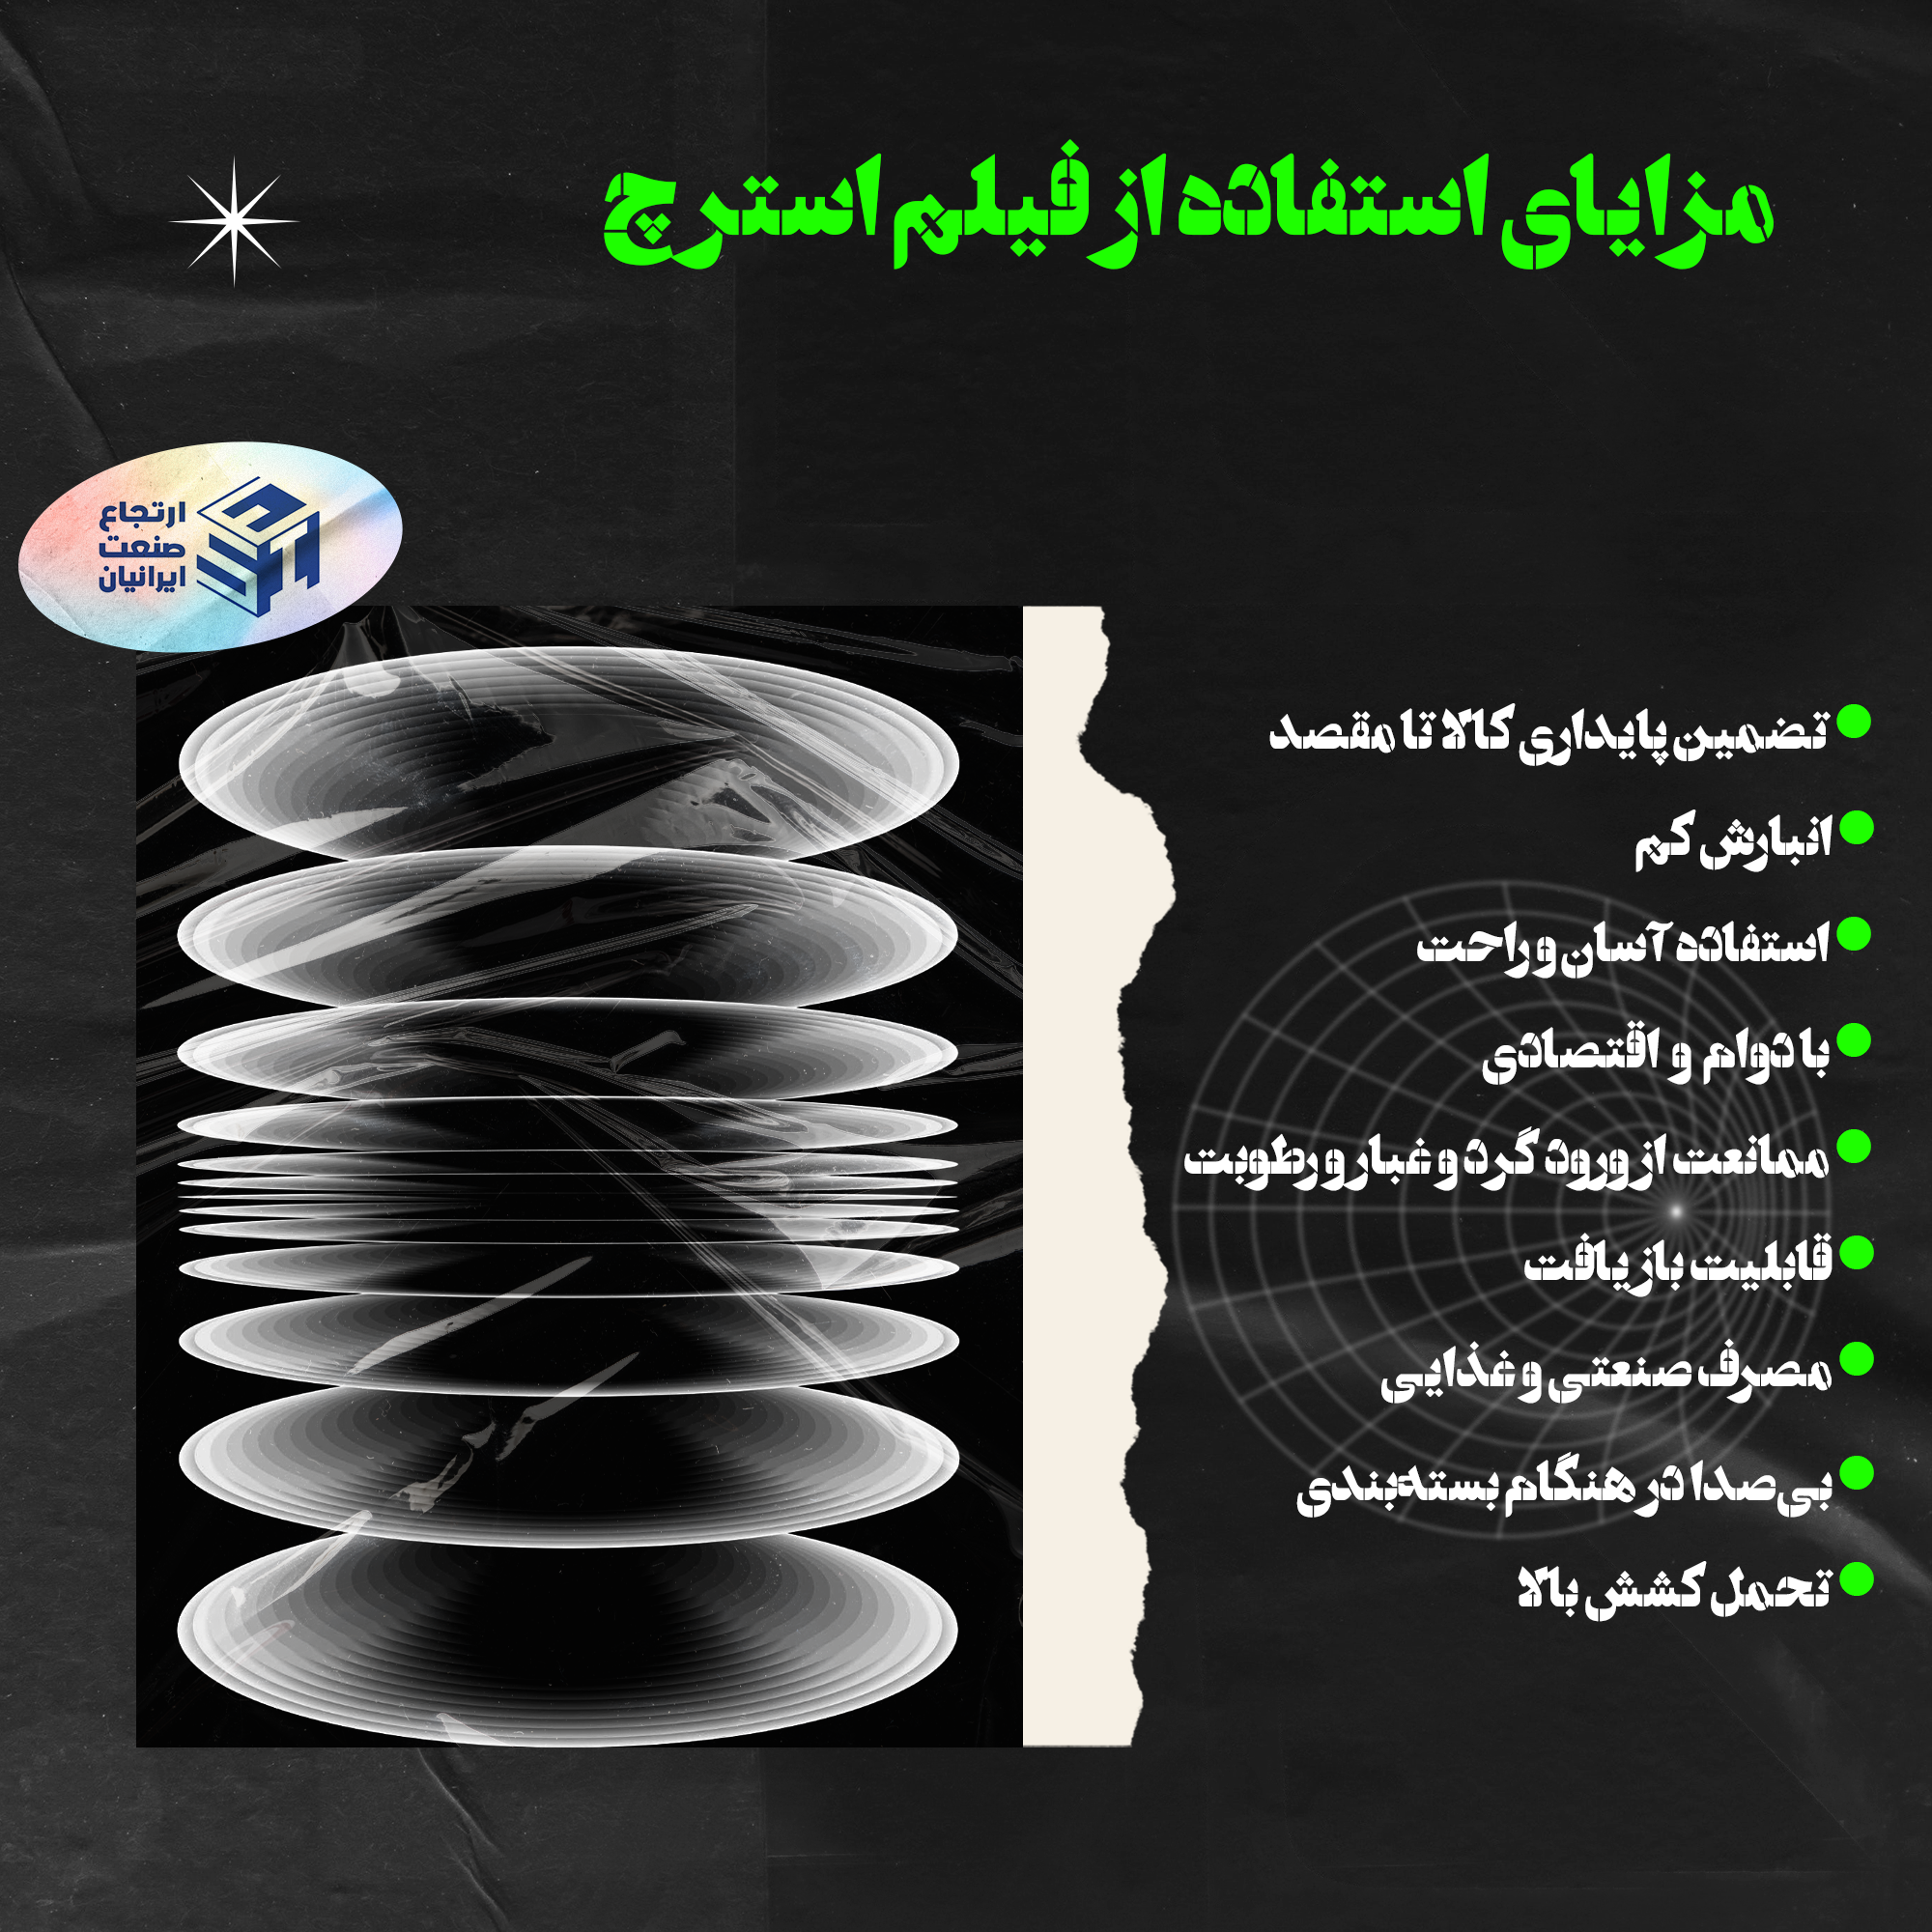 مزایای استفاده از فیلم استرچ
ارتجاع
صنعت
ایرانیان
تضمین پایداری کالا تا مقصد
انبارش کم
استفاده آسان و راحت
با دوام و اقتصادی
ممانعت از ورود گرد و غبار و رطوبت
قابلیت بازیافت
مصرف صنعتی و غذایی
بی‌صدا در هنگام بسته‌بندی
تحمل کشش بالا